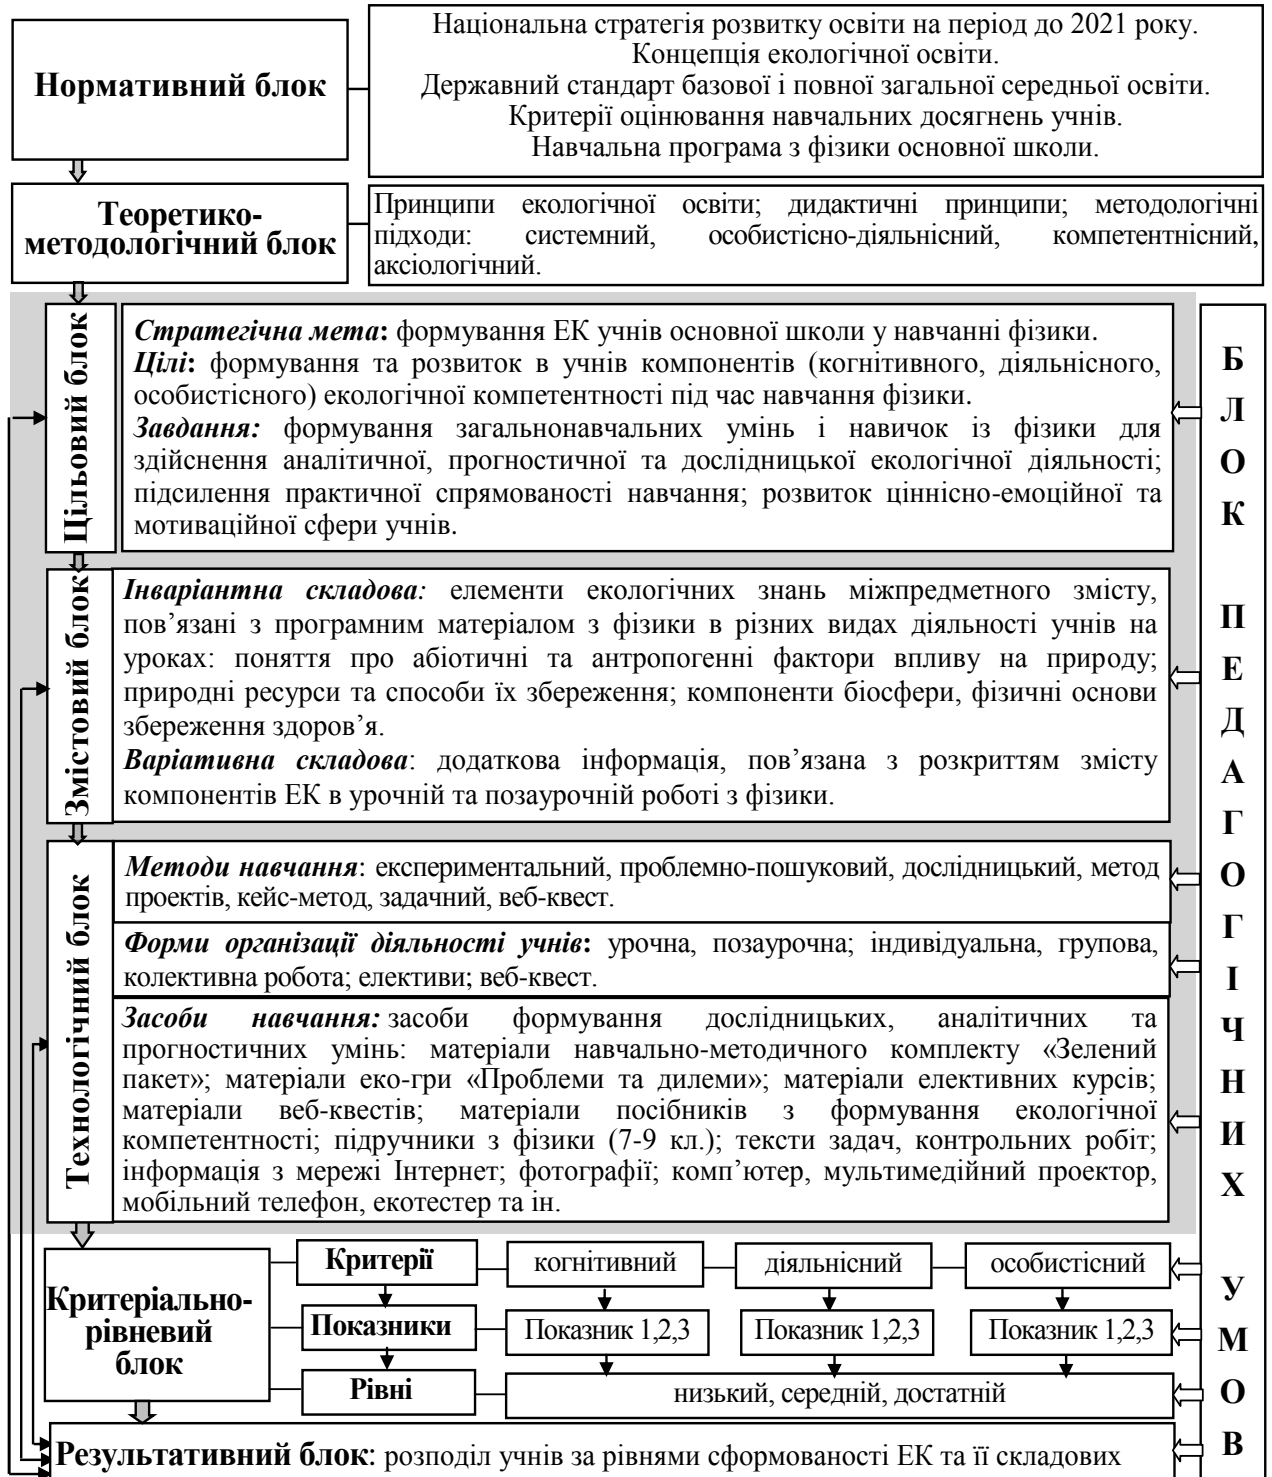 Нормативний блок
Національна стратегія розвитку освіти на період до 2021 року.
Концепція екологічної освіти.
Державний стандарт базової і повної загальної середньої освіти.
Критерії оцінювання навчальних досягнень учнів.
Навчальна програма з фізики основної школи.
Теоретико-
методологічний блок
Принципи екологічної освіти; дидактичні принципи; методологічні
підходи: системний, особистісно-діяльнісний, компетентнісний,
аксіологічний.
Цільовий блок
Стратегічна мета: формування ЕК учнів основної школи у навчанні фізики.
Цілі: формування та розвиток в учнів компонентів (когнітивного, діяльнісного,
особистісного) екологічної компетентності під час навчання фізики.
Завдання: формування загальнонавчальних умінь і навичок із фізики для
здійснення аналітичної, прогностичної та дослідницької екологічної діяльності;
підсилення практичної спрямованості навчання; розвиток ціннісно-емоційної та
мотиваційної сфери учнів.
Змістовий блок
Інваріантна складова: елементи екологічних знань міжпредметного змісту,
пов’язані з програмним матеріалом з фізики в різних видах діяльності учнів на
уроках: поняття про абіотичні та антропогенні фактори впливу на природу;
природні ресурси та способи їх збереження; компоненти біосфери, фізичні основи
збереження здоров’я.
Варіативна складова: додаткова інформація, пов’язана з розкриттям змісту
компонентів ЕК в урочній та позаурочній роботі з фізики.
Технологічний блок
Методи навчання: експериментальний, проблемно-пошуковий, дослідницький, метод
проектів, кейс-метод, задачний, веб-квест.
Форми організації діяльності учнів: урочна, позаурочна; індивідуальна, групова,
колективна робота; елективи; веб-квест.
Засоби навчання: засоби формування дослідницьких, аналітичних та
прогностичних умінь: матеріали навчально-методичного комплекту «Зелений
пакет»; матеріали еко-гри «Проблеми та дилеми»; матеріали елективних курсів;
матеріали веб-квестів; матеріали посібників з формування екологічної
компетентності; підручники з фізики (7-9 кл.); тексти задач, контрольних робіт;
інформація з мережі Інтернет; фотографії; комп’ютер, мультимедійний проектор,
мобільний телефон, екотестер та ін.
Критеріально-
рівневий
блок
Критерії когнітивний діяльнісний особистісний
Показники Показник 1,2,3 Показник 1,2,3 Показник 1,2,3
Рівні низький, середній, достатній
Результативний блок: розподіл учнів за рівнями сформованості ЕК та її складових
БЛОК ПЕДАГОГІЧНИХ УМОВ